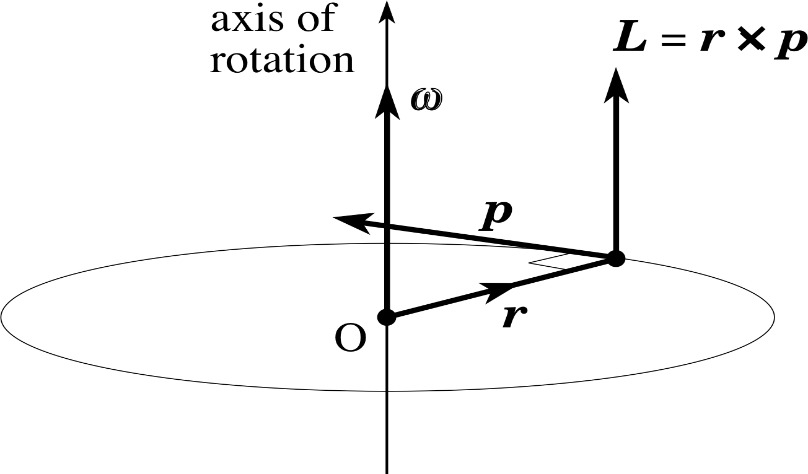 axis of
rotation
L = r × p
ω
p
r
O